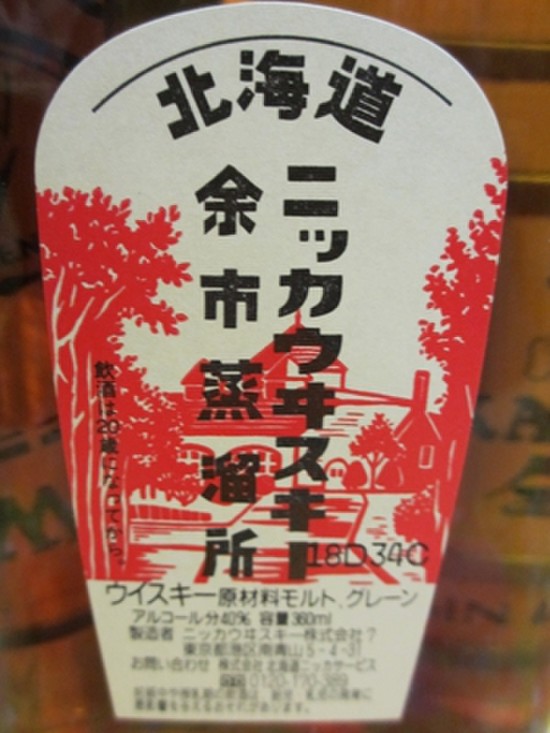 北海道
ニッカウヰスキー
余市蒸溜所
飲酒は20歳になってから。
18D34C
ウイスキー 原材料モルト、グレーン
アルコール分40% 容量360ml
製造者 ニッカウヰスキー株式会社7
東京都港区南青山5-4-31
お問い合わせ 株式会社 北海道ニッカサービス
0120-170-389